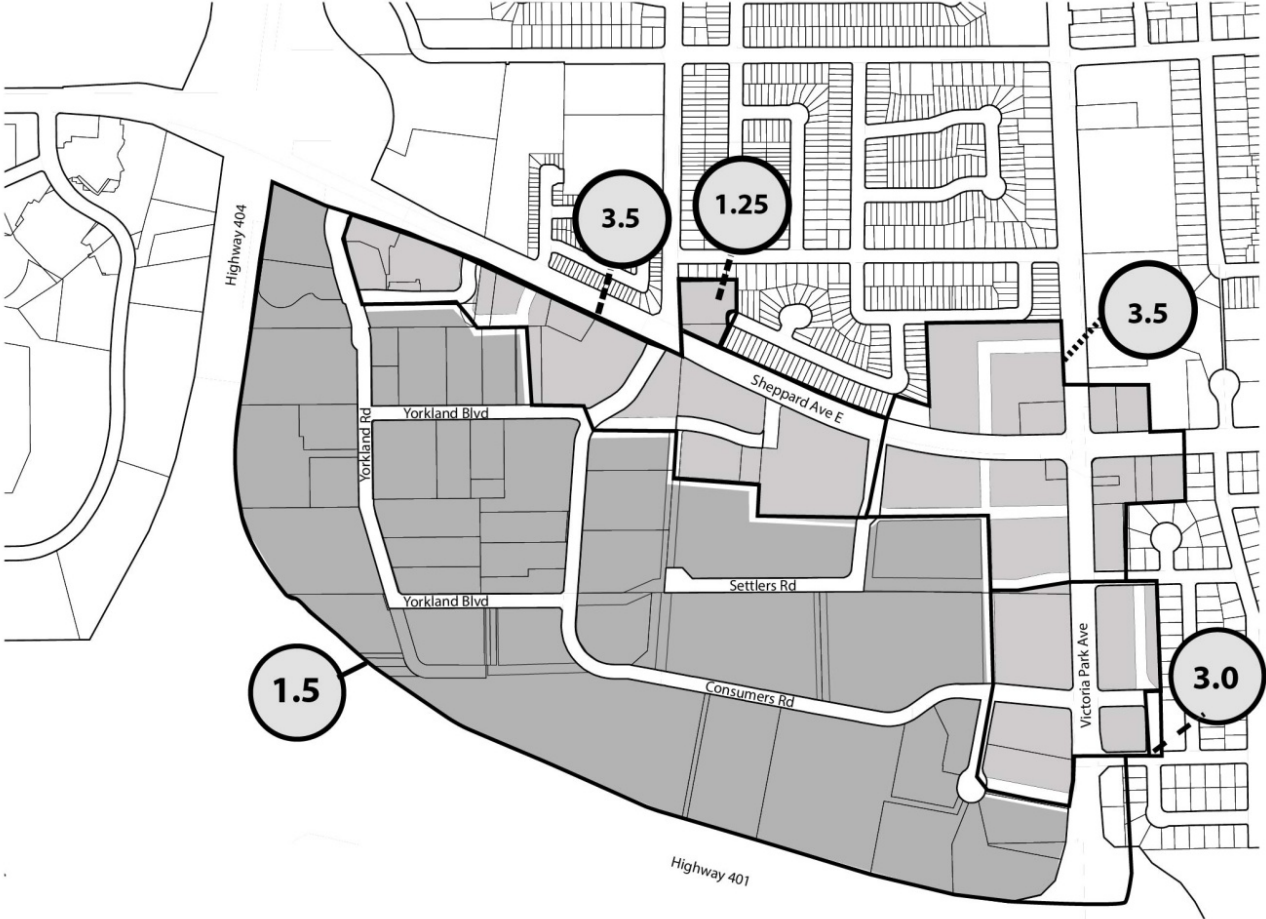 1.25
3.5
Highway 404
3.5
Sheppard Ave E
Yorkland Blvd
Yorkland Rd
Settlers Rd
Yorkland Blvd
Victoria Park Ave
1.5
3.0
Consumers Rd
Highway 401